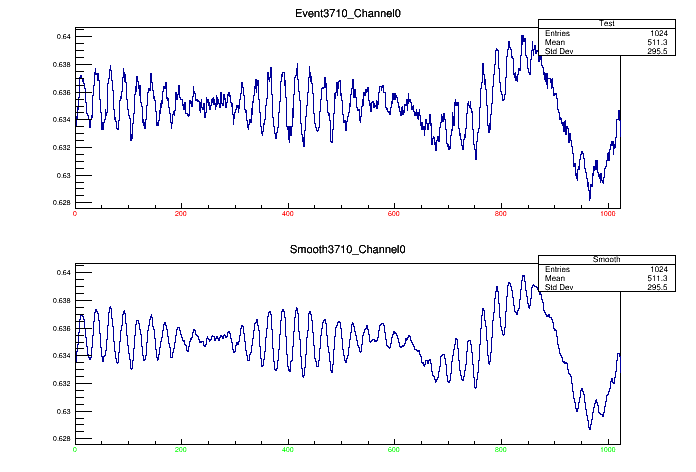 Event3710_Channel0
Test
Entries 1024
Mean 511.3
Std Dev 295.5
0.64
0.638
0.636
0.634
0.632
0.63
0.628
0 200 400 600 800 1000
Smooth3710_Channel0
Smooth
Entries 1024
Mean 511.3
Std Dev 295.5
0.64
0.638
0.636
0.634
0.632
0.63
0.628
0 200 400 600 800 1000